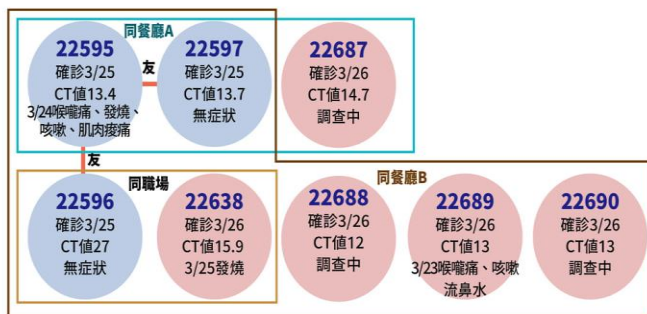 同餐廳A
22595
確診3/25
CT值13.4
3/24喉嚨痛、發燒、
咳嗽、肌肉痠痛
友
22597
確診3/25
CT值13.7
無症狀
22687
確診3/26
CT值14.7
調查中
友
同職場
同餐廳B
22596
確診3/25
CT值27
無症狀
22638
確診3/26
CT值15.9
3/25發燒
22688
確診3/26
CT值12
調查中
22689
確診3/26
CT值13
3/23喉嚨痛、咳嗽
流鼻水
22690
確診3/26
CT值13
調查中